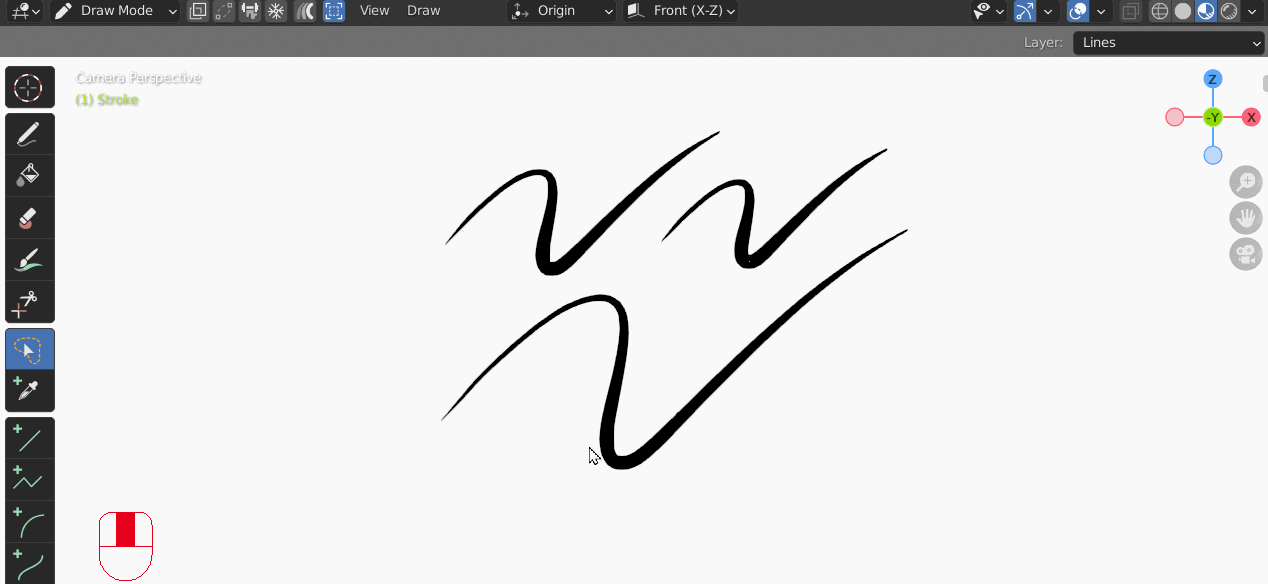 Draw Mode View Draw Origin Front (X-Z)
Layer: Lines
Camera Perspective
(1) Stroke
Z
-Y X